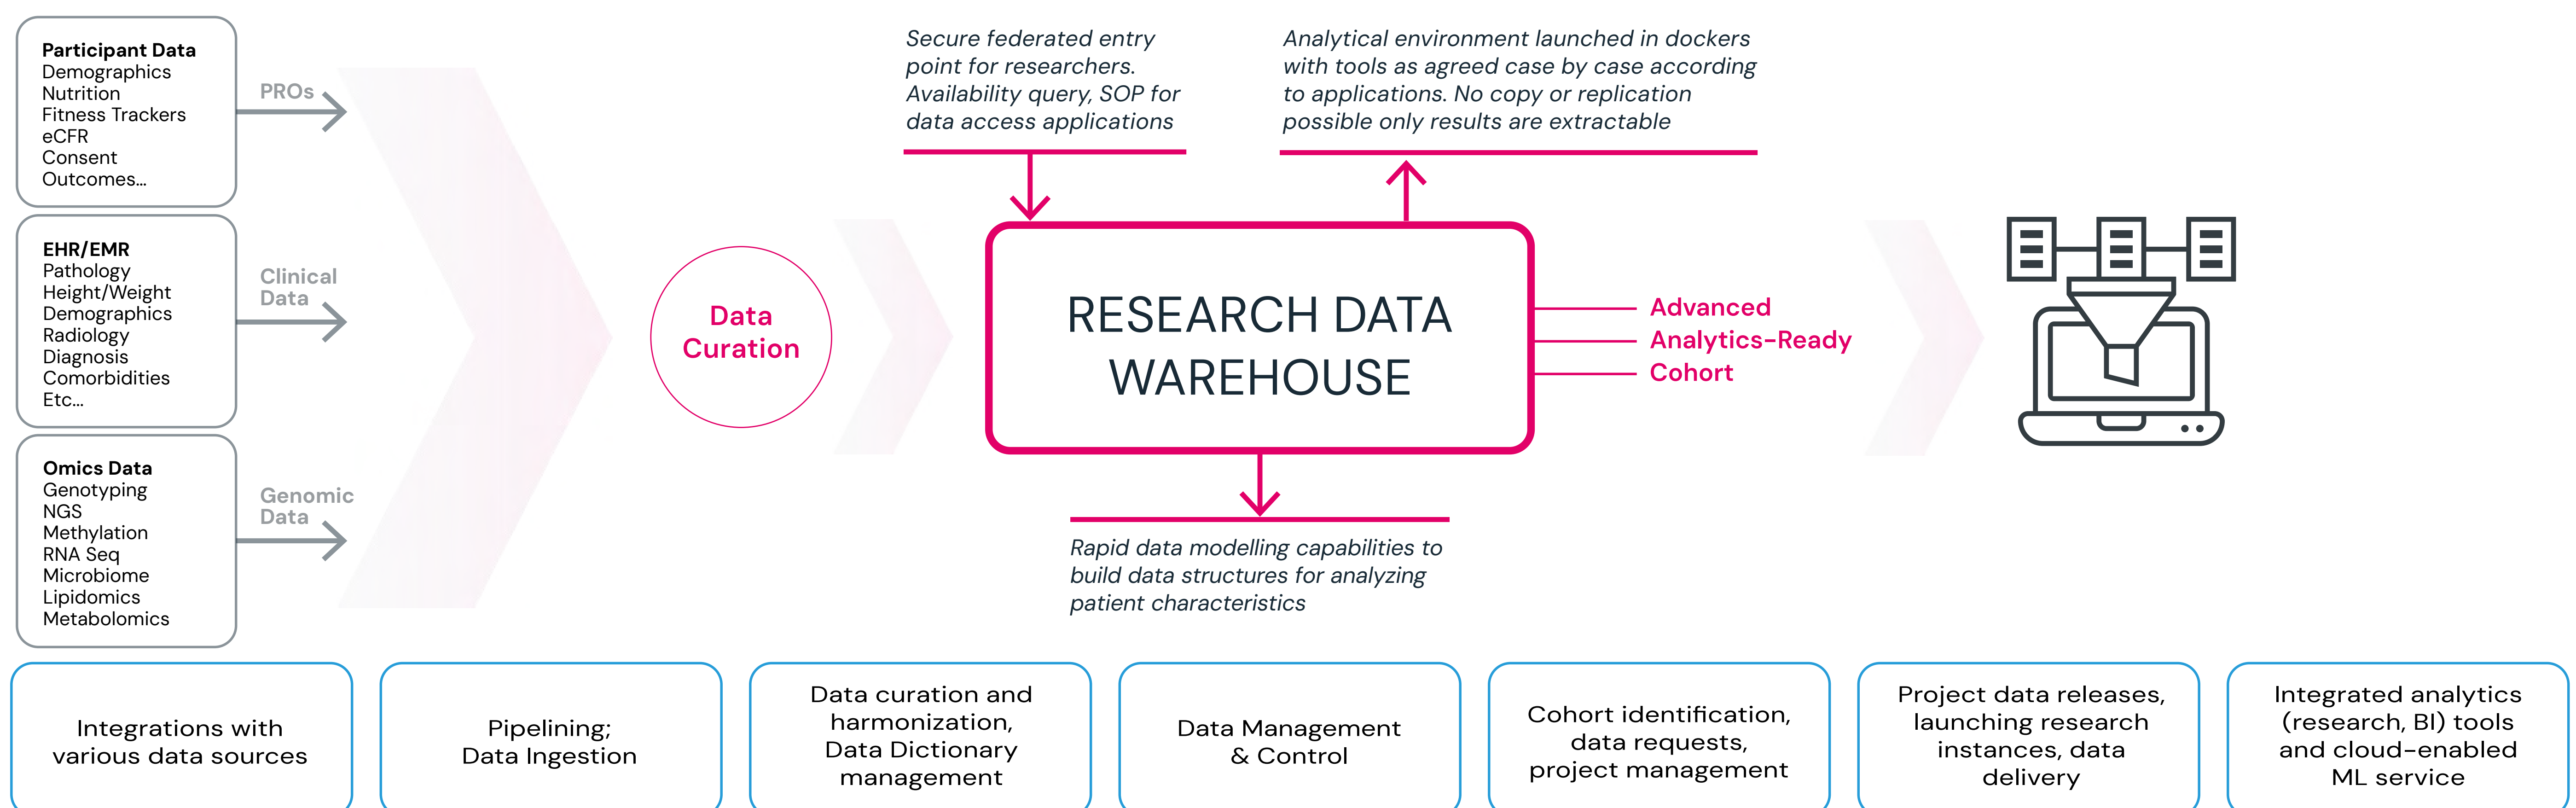 Participant Data
Demographics
Nutrition
Fitness Trackers
eCFR
Consent
Outcomes...
PROs
EHR/EMR
Pathology
Height/Weight
Demographics
Radiology
Diagnosis
Comorbidities
Etc...
Clinical
Data
Omics Data
Genotyping
NGS
Methylation
RNA Seq
Microbiome
Lipidomics
Metabolomics
Genomic
Data
Data
Curation
Secure federated entry
point for researchers.
Availability query, SOP for
data access applications
Analytical environment launched in dockers
with tools as agreed case by case according
to applications. No copy or replication
possible only results are extractable
RESEARCH DATA
WAREHOUSE
Advanced
Analytics-Ready
Cohort
Rapid data modelling capabilities to
build data structures for analyzing
patient characteristics
Integrations with
various data sources
Pipelining;
Data Ingestion
Data curation and
harmonization,
Data Dictionary
management
Data Management
& Control
Cohort identification,
data requests,
project management
Project data releases,
launching research
instances, data
delivery
Integrated analytics
(research, BI) tools
and cloud-enabled
ML service